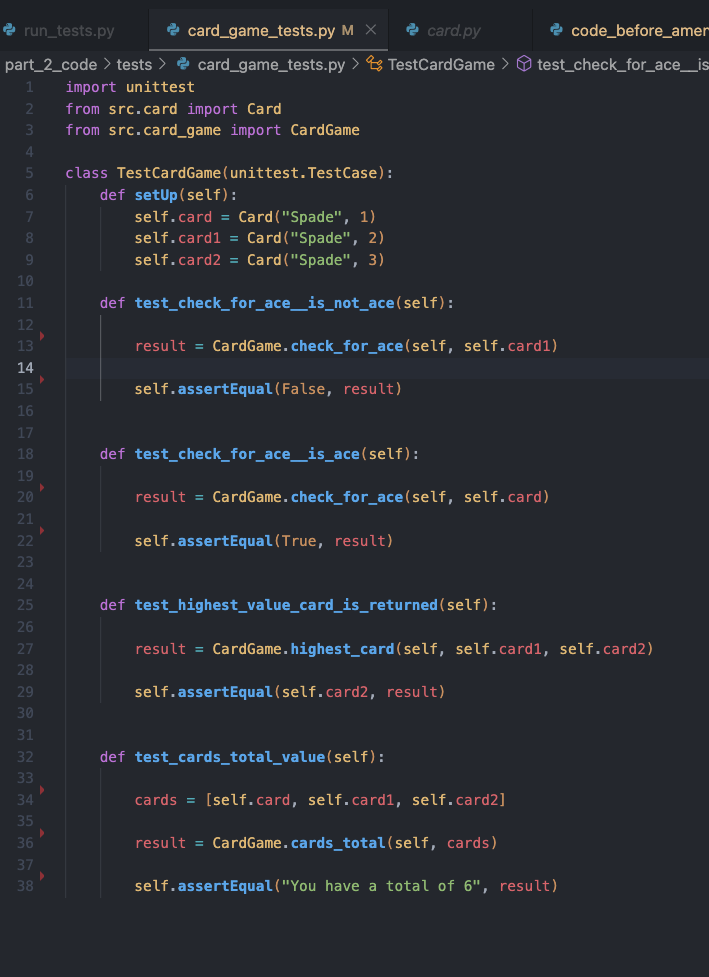 run_tests.py card_game_tests.py M card.py code_before_amen
part_2_code > tests > card_game_tests.py > TestCardGame > test_check_for_ace__is
1 import unittest
2 from src.card import Card
3 from src.card_game import CardGame
4
5 class TestCardGame(unittest.TestCase):
6     def setUp(self):
7         self.card = Card("Spade", 1)
8         self.card1 = Card("Spade", 2)
9         self.card2 = Card("Spade", 3)
10
11     def test_check_for_ace__is_not_ace(self):
12
13         result = CardGame.check_for_ace(self, self.card1)
14
15         self.assertEqual(False, result)
16
17
18     def test_check_for_ace__is_ace(self):
19
20         result = CardGame.check_for_ace(self, self.card)
21
22         self.assertEqual(True, result)
23
24
25     def test_highest_value_card_is_returned(self):
26
27         result = CardGame.highest_card(self, self.card1, self.card2)
28
29         self.assertEqual(self.card2, result)
30
31
32     def test_cards_total_value(self):
33
34         cards = [self.card, self.card1, self.card2]
35
36         result = CardGame.cards_total(self, cards)
37
38         self.assertEqual("You have a total of 6", result)